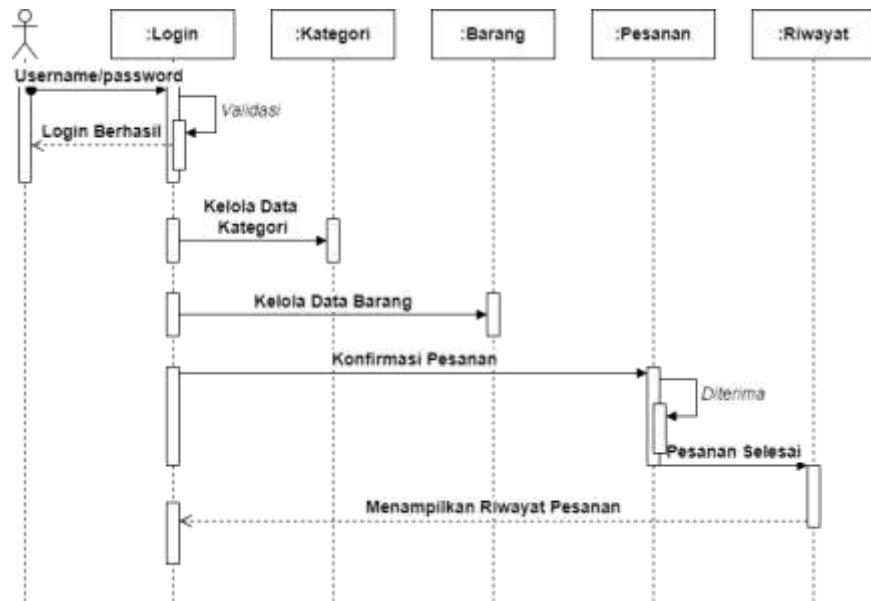 :Login
:Kategori
:Barang
:Pesanan
:Riwayat
Username/password
Validasi
Login Berhasil
Kelola Data
Kategori
Kelola Data Barang
Konfirmasi Pesanan
Diterima
Pesanan Selesai
Menampilkan Riwayat Pesanan